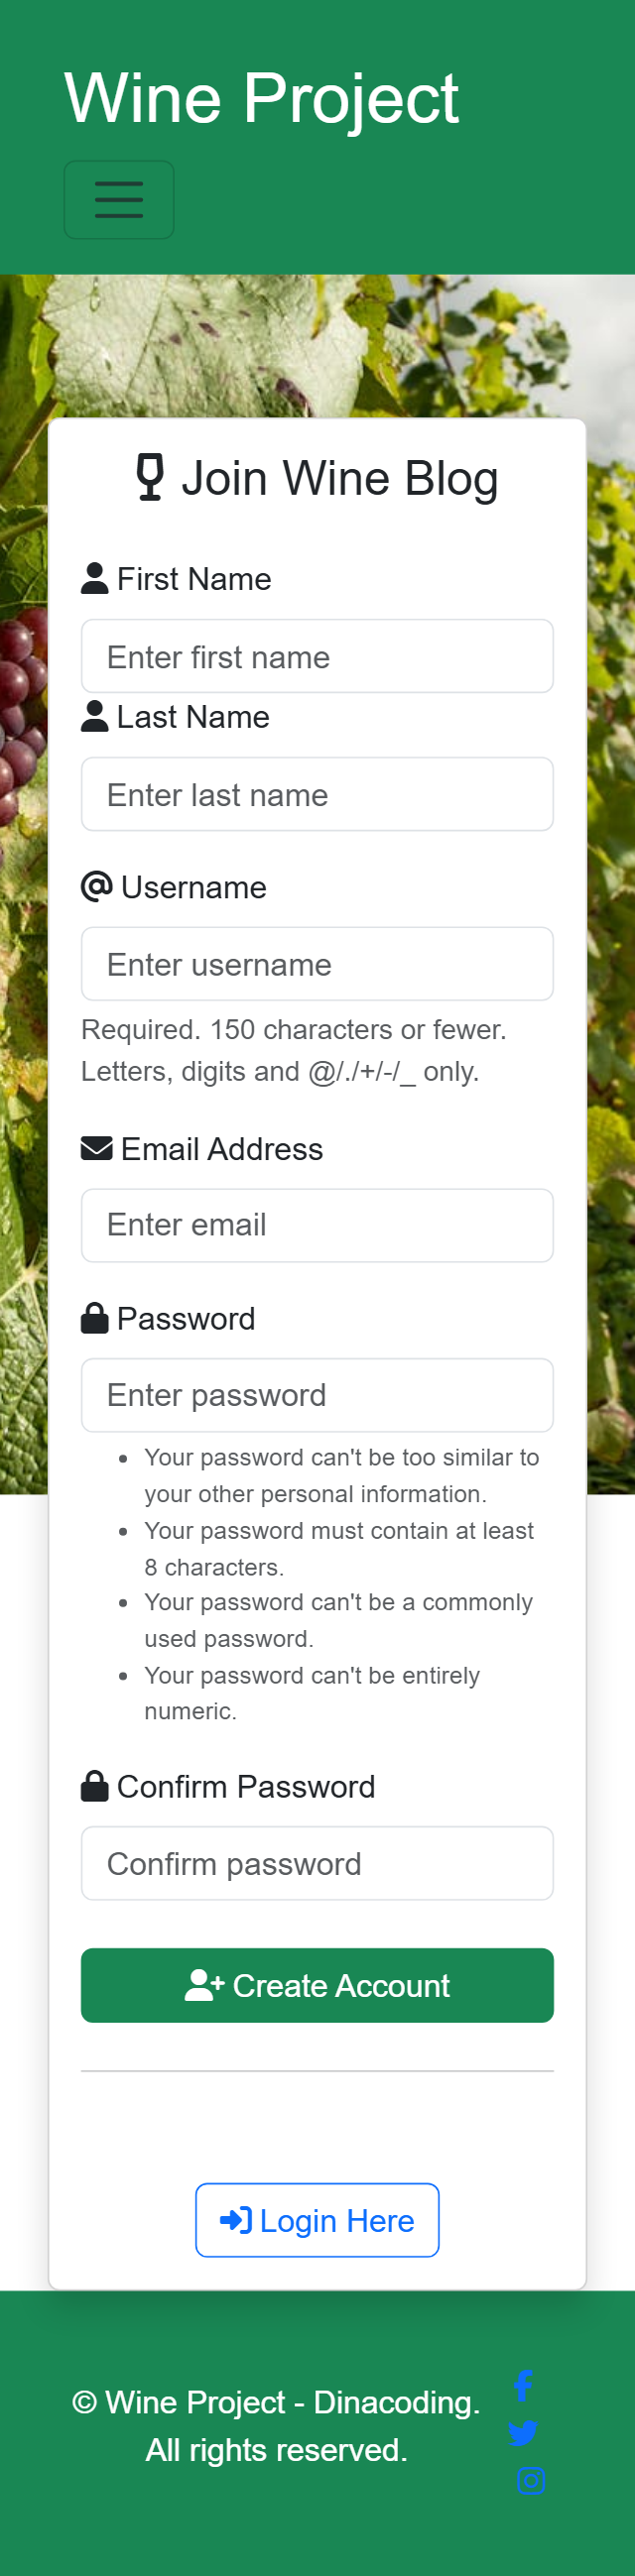 Wine Project
Join Wine Blog
First Name
Enter first name
Last Name
Enter last name
Username
Enter username
Required. 150 characters or fewer.
Letters, digits and @/./+/-/_ only.
Email Address
Enter email
Password
Enter password
Your password can't be too similar to
your other personal information.
Your password must contain at least
8 characters.
Your password can't be a commonly
used password.
Your password can't be entirely
numeric.
Confirm Password
Confirm password
Create Account
Login Here
© Wine Project - Dinacoding.
All rights reserved.